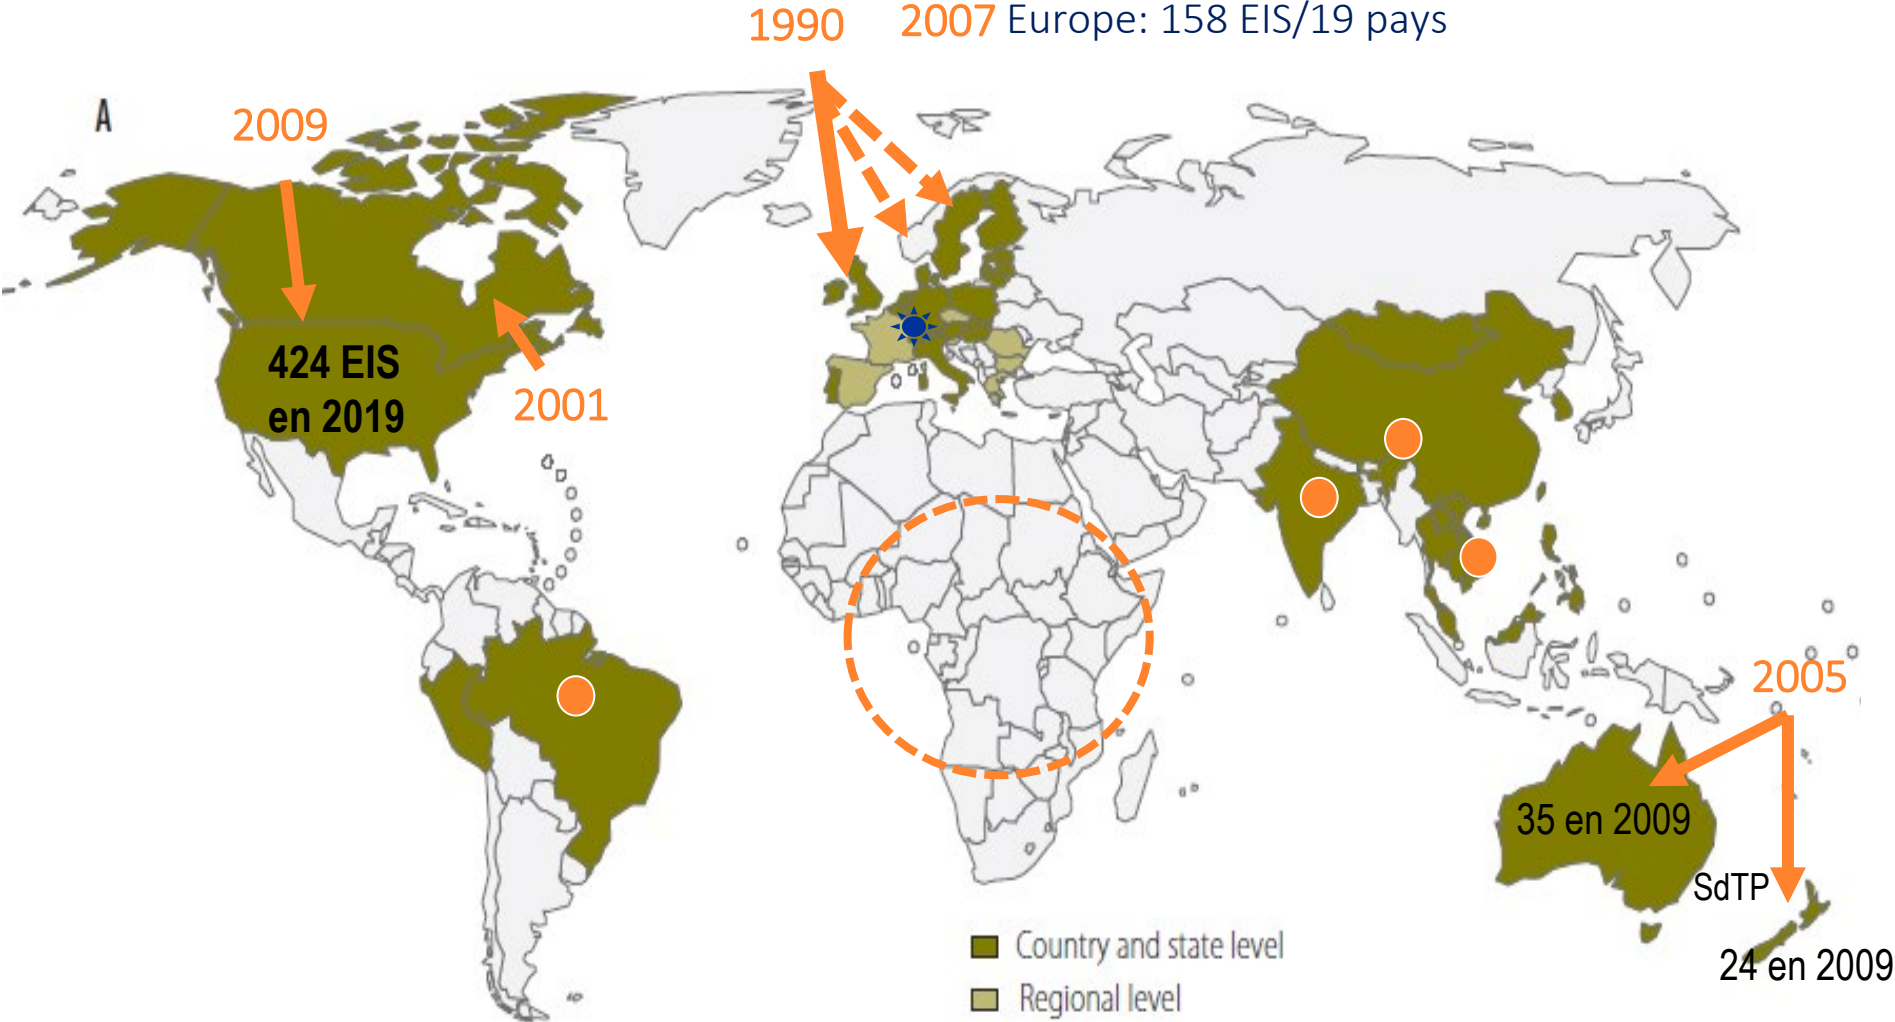 1990
2007 Europe: 158 EIS/19 pays
A
2009
424 EIS
en 2019
2001
2005
35 en 2009
SdTP
24 en 2009
Country and state level
Regional level